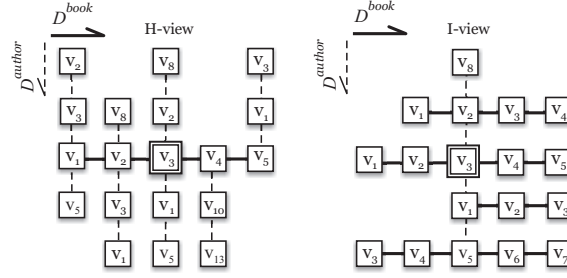 D^book
H-view
D^author
v₂ v₈ v₃
v₃ v₈ v₂ v₁
v₁ v₂ v₃ v₄ v₅
v₅ v₃ v₁ v₁₀
v₁ v₅ v₁₃
D^book
I-view
D^author
v₈
v₁ v₂ v₃ v₄
v₁ v₂ v₃ v₄ v₅
v₁ v₂ v₃
v₃ v₄ v₅ v₆ v₇